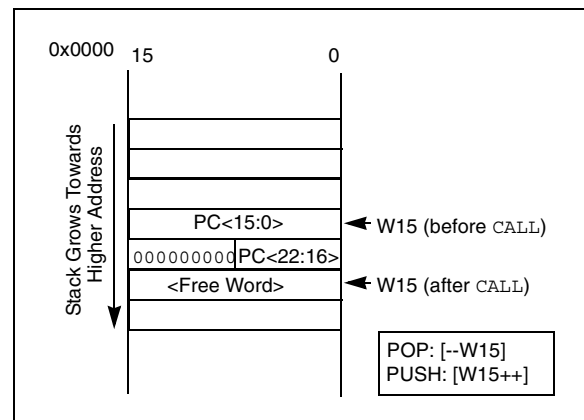 0x0000
15 0
Stack Grows Towards
Higher Address
PC<15:0>
W15 (before CALL)
000000000 PC<22:16>
<Free Word>
W15 (after CALL)
POP: [--W15]
PUSH: [W15++]